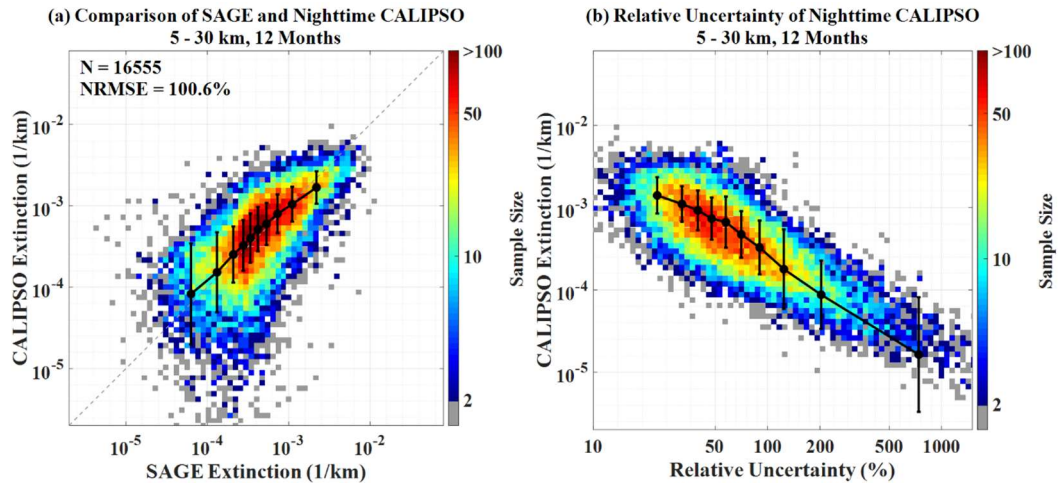 (a) Comparison of SAGE and Nighttime CALIPSO
5 - 30 km, 12 Months
N = 16555
NRMSE = 100.6%
CALIPSO Extinction (1/km)
10⁻²
10⁻³
10⁻⁴
10⁻⁵
10⁻⁵ 10⁻⁴ 10⁻³ 10⁻²
SAGE Extinction (1/km)
>100
50
10
2
Sample Size
(b) Relative Uncertainty of Nighttime CALIPSO
5 - 30 km, 12 Months
CALIPSO Extinction (1/km)
10⁻²
10⁻³
10⁻⁴
10⁻⁵
10 50 100 200 500 1000
Relative Uncertainty (%)
>100
50
10
2
Sample Size